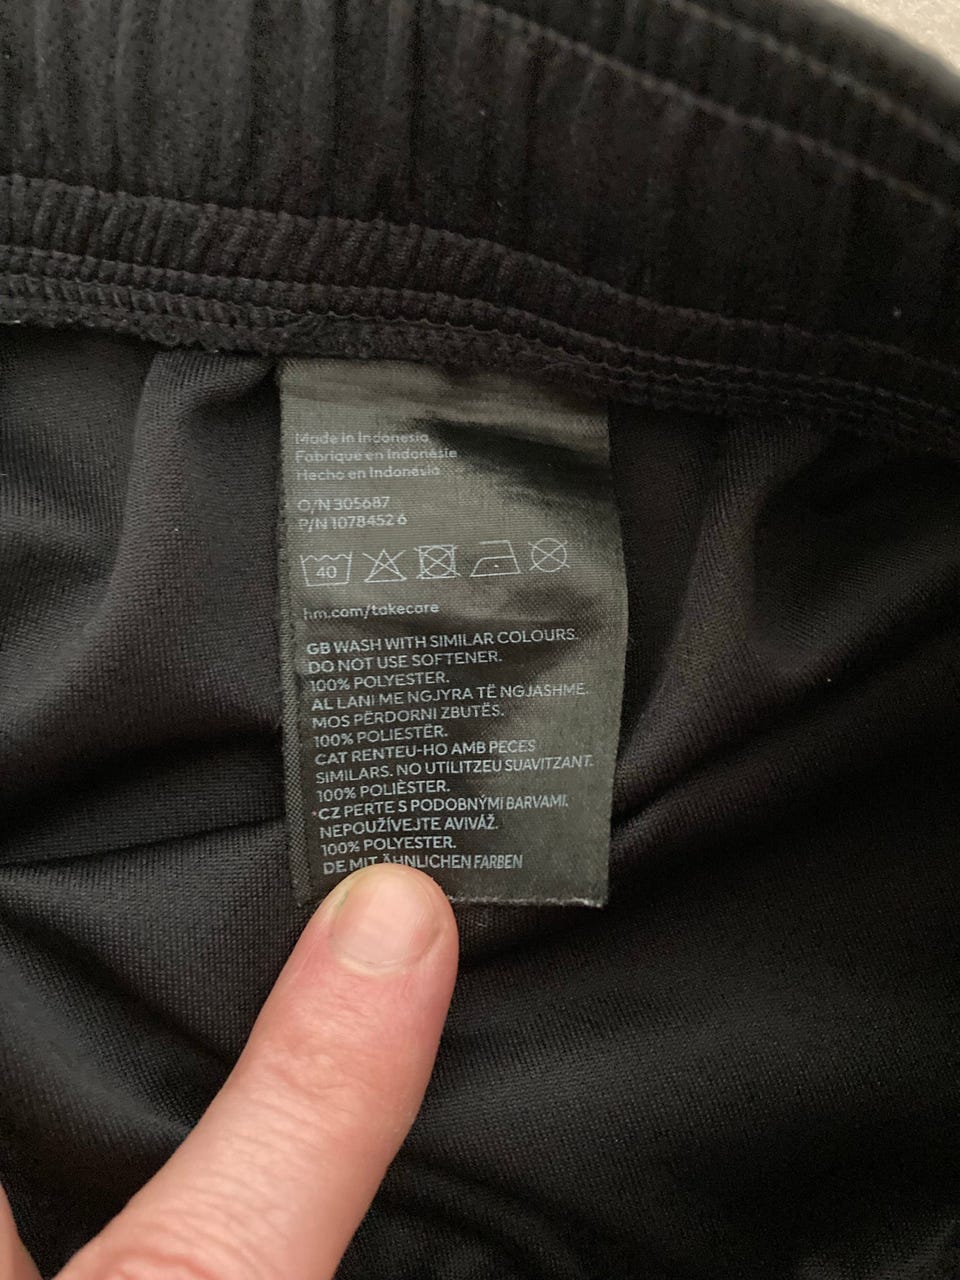 Made in Indonesia
Fabriqué en Indonésie
Hecho en Indonesia
O/N 305687
P/N 1078452 6
40
hm.com/takecare
GB WASH WITH SIMILAR COLOURS.
DO NOT USE SOFTENER.
100% POLYESTER.
AL LANI ME NGJYRA TË NGJASHME.
MOS PËRDORNI ZBUTËS.
100% POLIESTËR.
CAT RENTEU-HO AMB PECES
SIMILARS. NO UTILITZEU SUAVITZANT.
100% POLIÈSTER.
CZ PERTE S PODOBNÝMI BARVAMI.
NEPOUŽÍVEJTE AVIVÁŽ.
100% POLYESTER.
DE MIT ÄHNLICHEN FARBEN